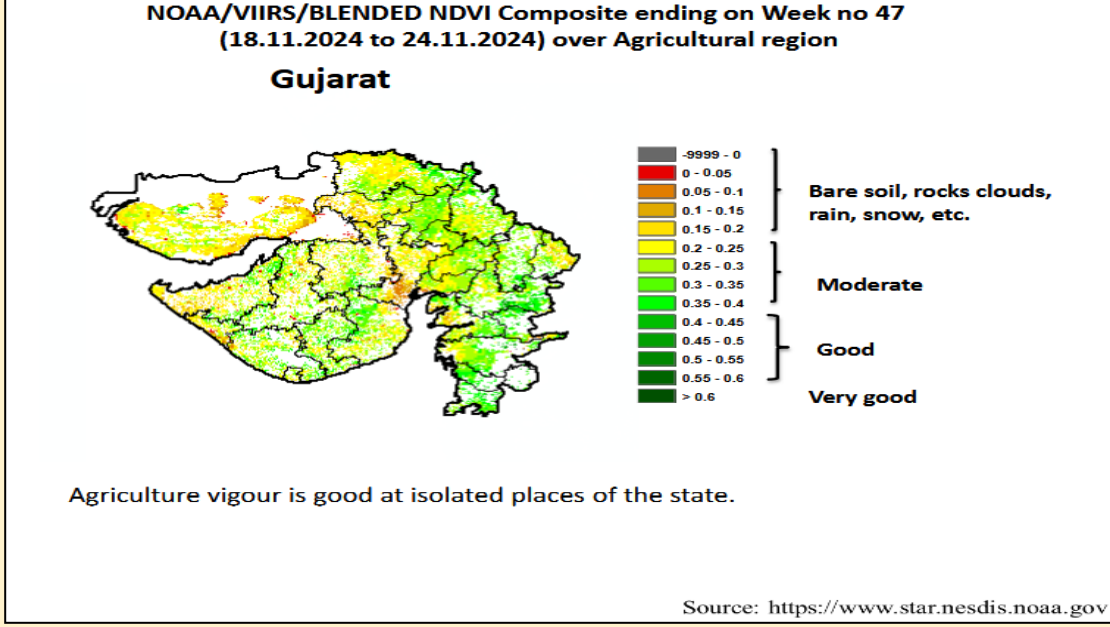 NOAA/VIIRS/BLENDED NDVI Composite ending on Week no 47
(18.11.2024 to 24.11.2024) over Agricultural region
Gujarat
-9999 - 0
0 - 0.05
0.05 - 0.1
0.1 - 0.15
0.15 - 0.2
0.2 - 0.25
0.25 - 0.3
0.3 - 0.35
0.35 - 0.4
0.4 - 0.45
0.45 - 0.5
0.5 - 0.55
0.55 - 0.6
> 0.6
Bare soil, rocks clouds,
rain, snow, etc.
Moderate
Good
Very good
Agriculture vigour is good at isolated places of the state.
Source: https://www.star.nesdis.noaa.gov